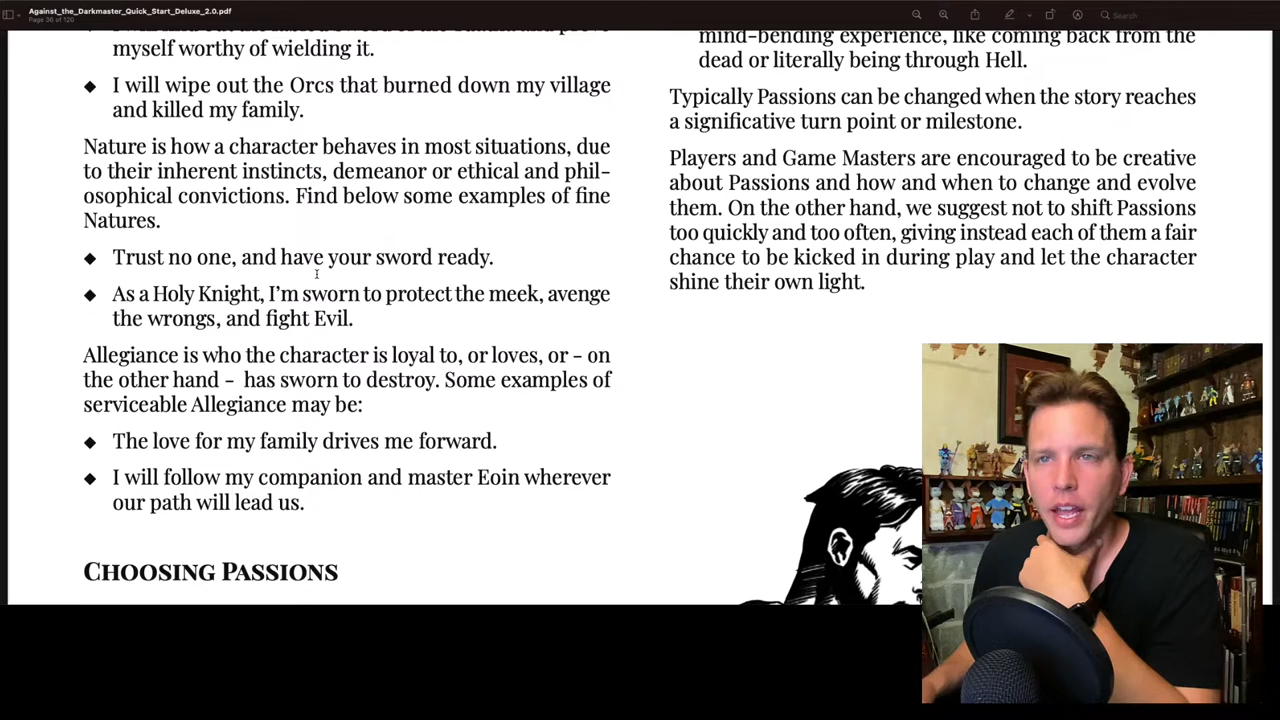 Against_the_Darkmaster_Quick_Start_Deluxe_2.0.pdf
Page 36 of 120
Search
myself worthy of wielding it.
◆ I will wipe out the Orcs that burned down my village
and killed my family.
Nature is how a character behaves in most situations, due
to their inherent instincts, demeanor or ethical and phil-
osophical convictions. Find below some examples of fine
Natures.
◆ Trust no one, and have your sword ready.
◆ As a Holy Knight, I'm sworn to protect the meek, avenge
the wrongs, and fight Evil.
Allegiance is who the character is loyal to, or loves, or - on
the other hand - has sworn to destroy. Some examples of
serviceable Allegiance may be:
◆ The love for my family drives me forward.
◆ I will follow my companion and master Eoin wherever
our path will lead us.
CHOOSING PASSIONS
mind-bending experience, like coming back from the
dead or literally being through Hell.
Typically Passions can be changed when the story reaches
a significative turn point or milestone.
Players and Game Masters are encouraged to be creative
about Passions and how and when to change and evolve
them. On the other hand, we suggest not to shift Passions
too quickly and too often, giving instead each of them a fair
chance to be kicked in during play and let the character
shine their own light.